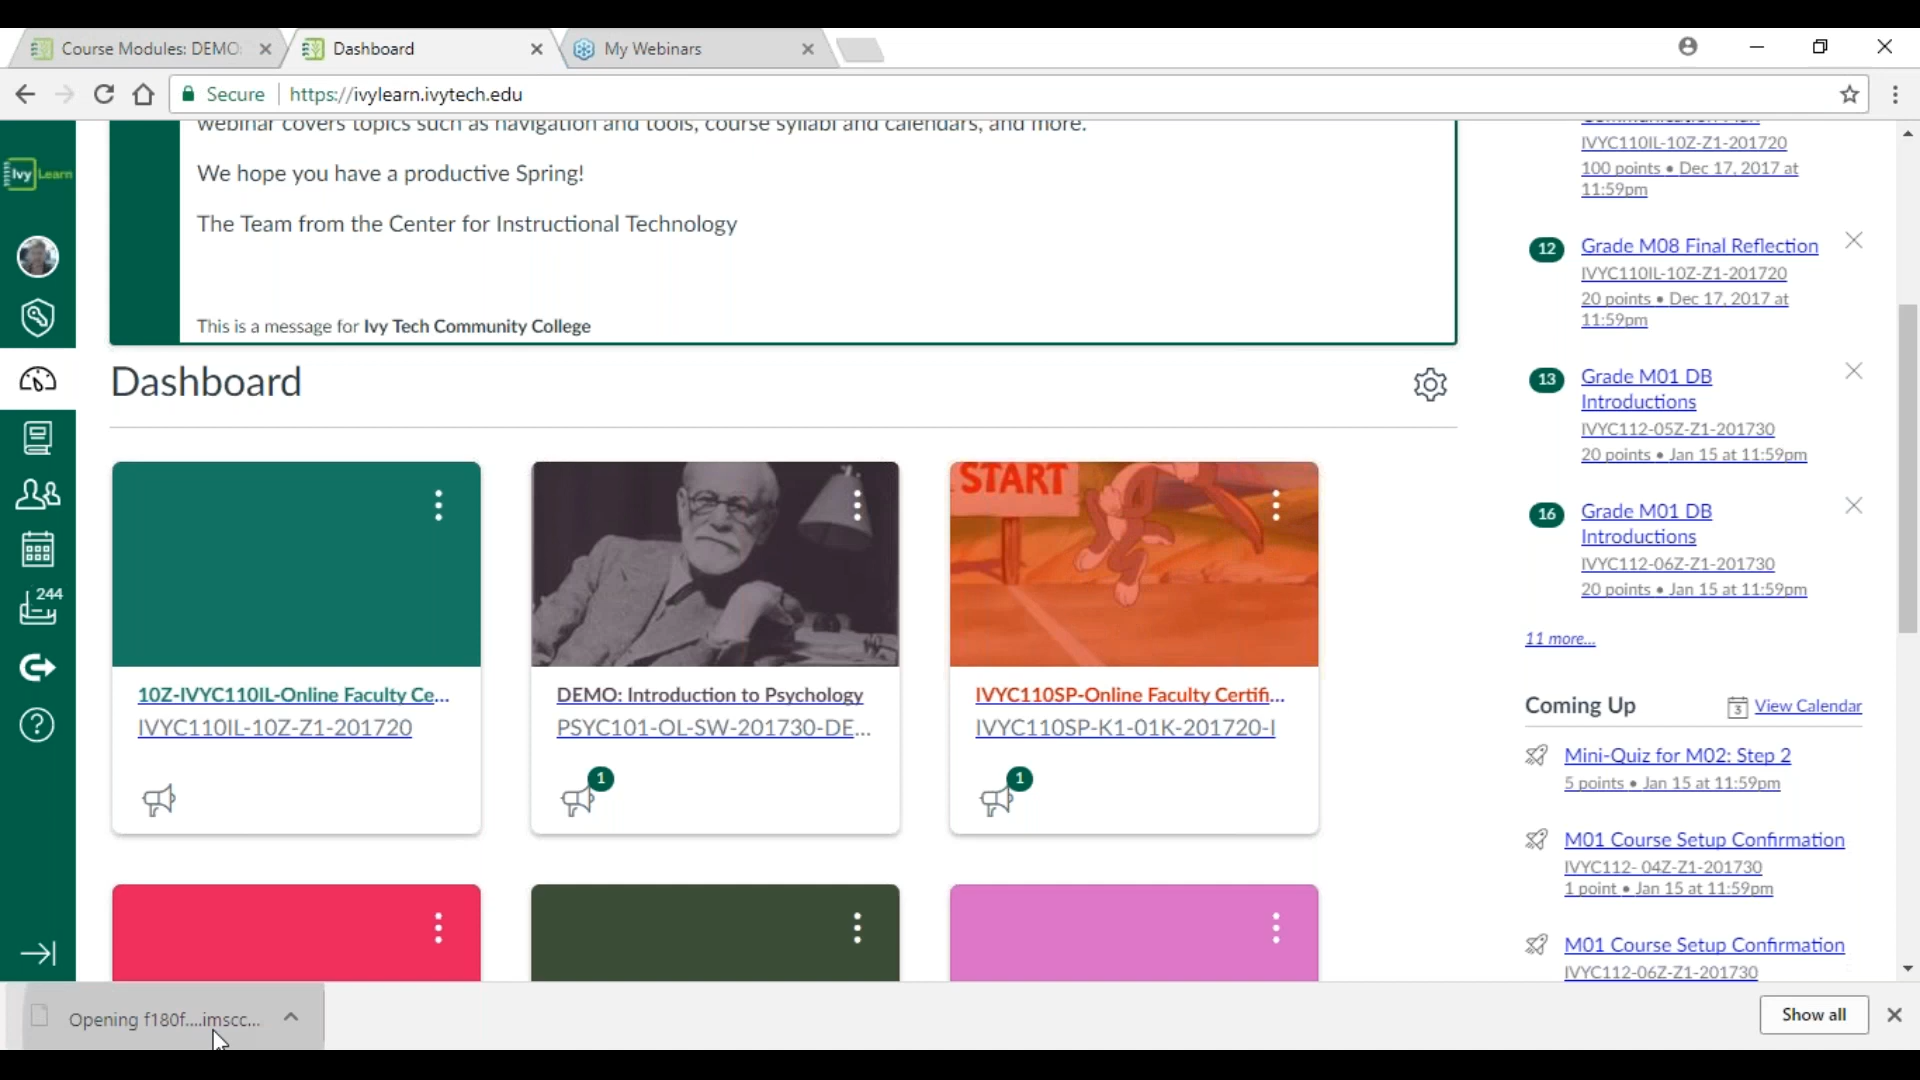 Course Modules: DEMO:
Dashboard
My Webinars
Secure
https://ivylearn.ivytech.edu
webinar covers topics such as navigation and tools, course syllabi and calendars, and more.
We hope you have a productive Spring!
The Team from the Center for Instructional Technology
This is a message for Ivy Tech Community College
Ivy Learn
244
Dashboard
10Z-IVYC110IL-Online Faculty Ce...
IVYC110IL-10Z-Z1-201720
DEMO: Introduction to Psychology
PSYC101-OL-SW-201730-DE...
1
START
IVYC110SP-Online Faculty Certifi...
IVYC110SP-K1-01K-201720-I
1
Communication Plan
IVYC110IL-10Z-Z1-201720
100 points • Dec 17, 2017 at
11:59pm
12
Grade M08 Final Reflection
IVYC110IL-10Z-Z1-201720
20 points • Dec 17, 2017 at
11:59pm
13
Grade M01 DB
Introductions
IVYC112-05Z-Z1-201730
20 points • Jan 15 at 11:59pm
16
Grade M01 DB
Introductions
IVYC112-06Z-Z1-201730
20 points • Jan 15 at 11:59pm
11 more...
Coming Up
3
View Calendar
Mini-Quiz for M02: Step 2
5 points • Jan 15 at 11:59pm
M01 Course Setup Confirmation
IVYC112- 04Z-Z1-201730
1 point • Jan 15 at 11:59pm
M01 Course Setup Confirmation
IVYC112-06Z-Z1-201730
Opening f180f....imscc...
Show all